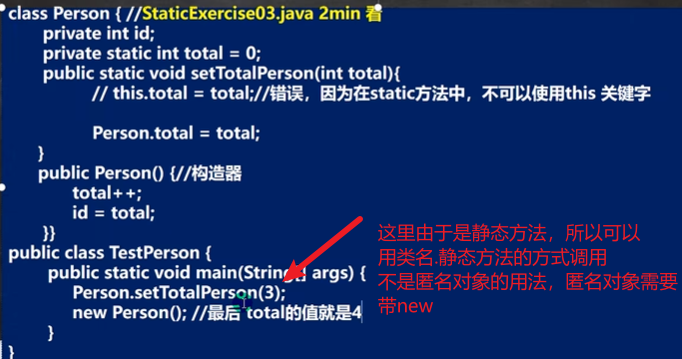 class Person { //StaticExercise03.java 2min 看
private int id;
private static int total = 0;
public static void setTotalPerson(int total){
// this.total = total;//错误，因为在static方法中，不可以使用this 关键字
Person.total = total;
}
public Person() {//构造器
total++;
id = total;
}}
public class TestPerson {
public static void main(String[] args) {
Person.setTotalPerson(3);
new Person(); //最后 total的值就是4
}
}
这里由于是静态方法，所以可以
用类名.静态方法的方式调用
不是匿名对象的用法，匿名对象需要
带new